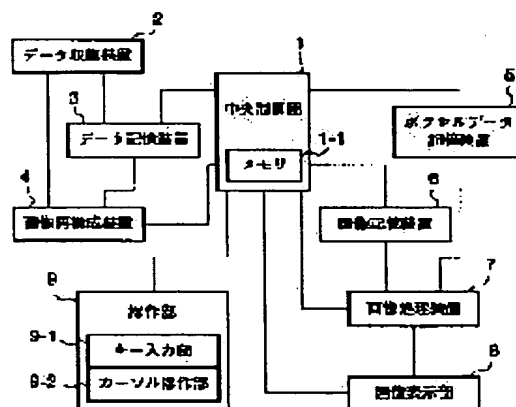 1
2
データ収集装置
3
データ記憶装置
中央制御部
1-1
メモリ
5
ボクセルデータ
記憶装置
4
画像再構成装置
6
画像記憶装置
7
画像処理装置
9
操作部
9-1
キー入力部
9-2
カーソル操作部
8
画像表示部